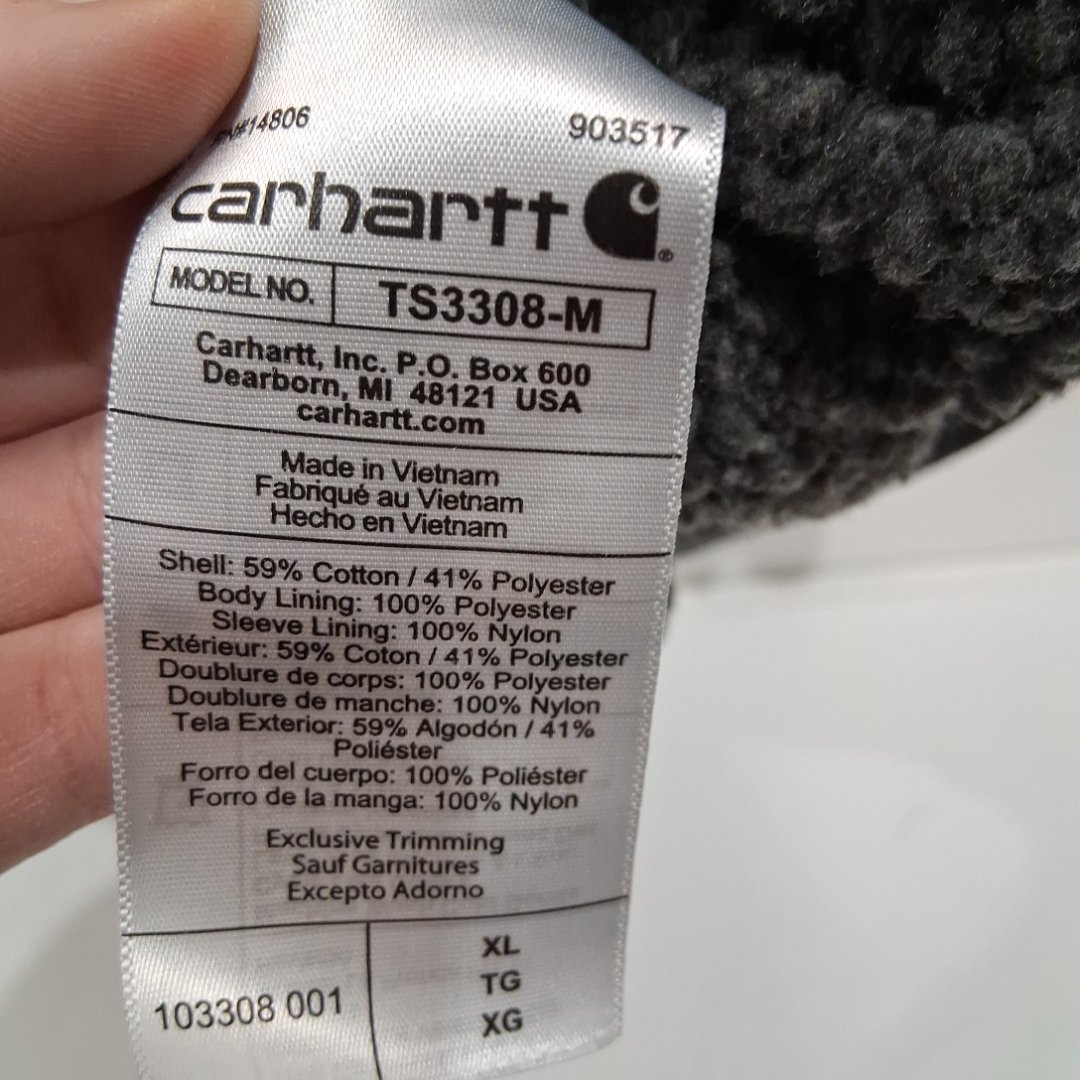 #14806
903517
carhartt
MODEL NO. TS3308-M
Carhartt, Inc. P.O. Box 600
Dearborn, MI 48121 USA
carhartt.com
Made in Vietnam
Fabriqué au Vietnam
Hecho en Vietnam
Shell: 59% Cotton / 41% Polyester
Body Lining: 100% Polyester
Sleeve Lining: 100% Nylon
Extérieur: 59% Coton / 41% Polyester
Doublure de corps: 100% Polyester
Doublure de manche: 100% Nylon
Tela Exterior: 59% Algodón / 41%
Poliéster
Forro del cuerpo: 100% Poliéster
Forro de la manga: 100% Nylon
Exclusive Trimming
Sauf Garnitures
Excepto Adorno
103308 001
XL
TG
XG